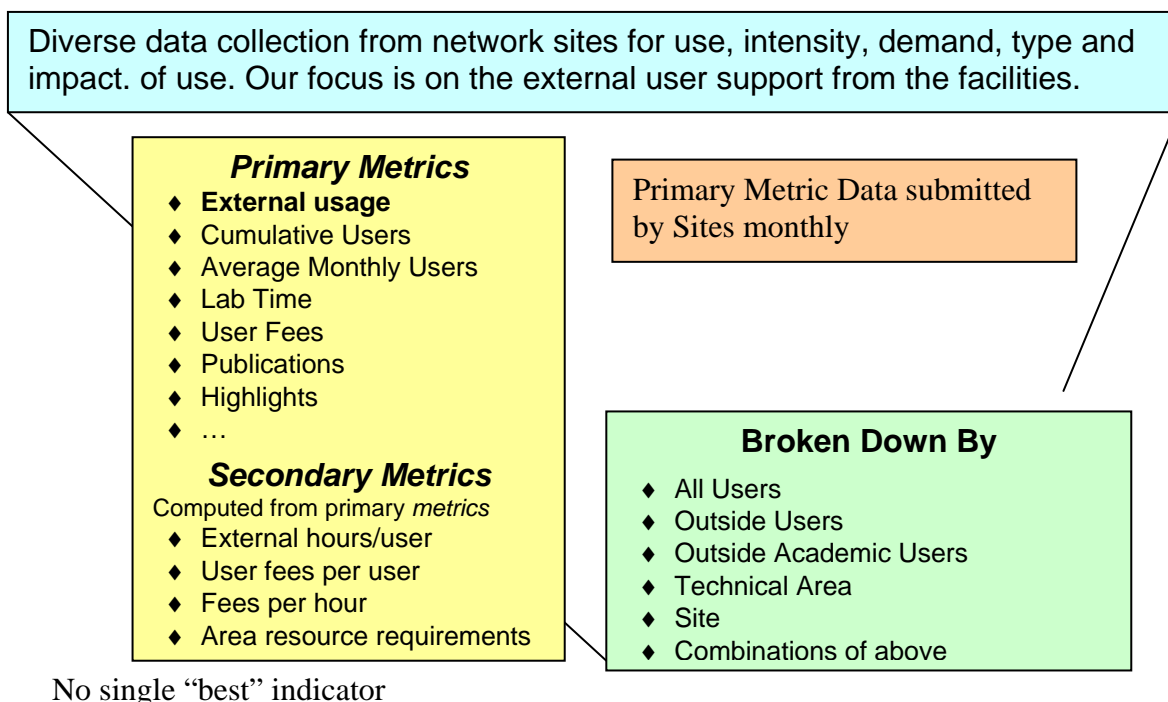 Diverse data collection from network sites for use, intensity, demand, type and
impact. of use. Our focus is on the external user support from the facilities.
Primary Metrics
♦ External usage
♦ Cumulative Users
♦ Average Monthly Users
♦ Lab Time
♦ User Fees
♦ Publications
♦ Highlights
♦ …
Secondary Metrics
Computed from primary metrics
♦ External hours/user
♦ User fees per user
♦ Fees per hour
♦ Area resource requirements
Primary Metric Data submitted
by Sites monthly
Broken Down By
♦ All Users
♦ Outside Users
♦ Outside Academic Users
♦ Technical Area
♦ Site
♦ Combinations of above
No single “best” indicator